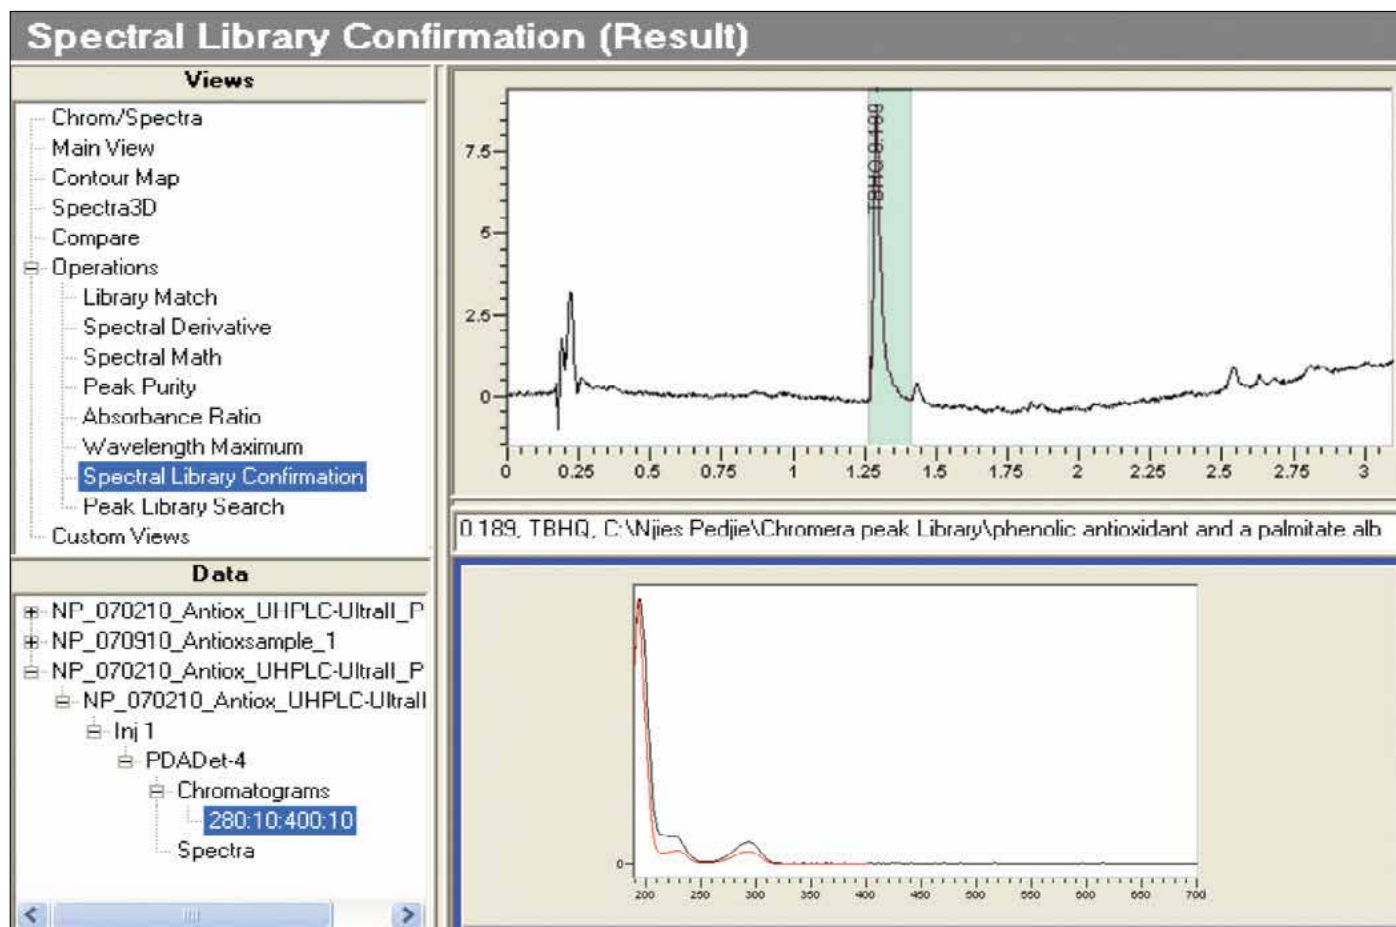 Spectral Library Confirmation (Result)
Views
Chrom/Spectra
Main View
Contour Map
Spectra3D
Compare
Operations
Library Match
Spectral Derivative
Spectral Math
Peak Purity
Absorbance Ratio
Wavelength Maximum
Spectral Library Confirmation
Peak Library Search
Custom Views
Data
NP_070210_Antiox_UHPLC-UltraII_P
NP_070910_Antioxsample_1
NP_070210_Antiox_UHPLC-UltraII_P
NP_070210_Antiox_UHPLC-UltraII
Inj 1
PDADet-4
Chromatograms
280:10:400:10
Spectra
TBHQ 0.189
7.5
5
2.5
0
0 0.25 0.5 0.75 1 1.25 1.5 1.75 2 2.25 2.5 2.75 3
0.189, TBHQ, C:\Njies Pedjie\Chromera peak Library\phenolic antioxidant and a palmitate alb
0
200 250 300 350 400 450 500 550 600 650 700